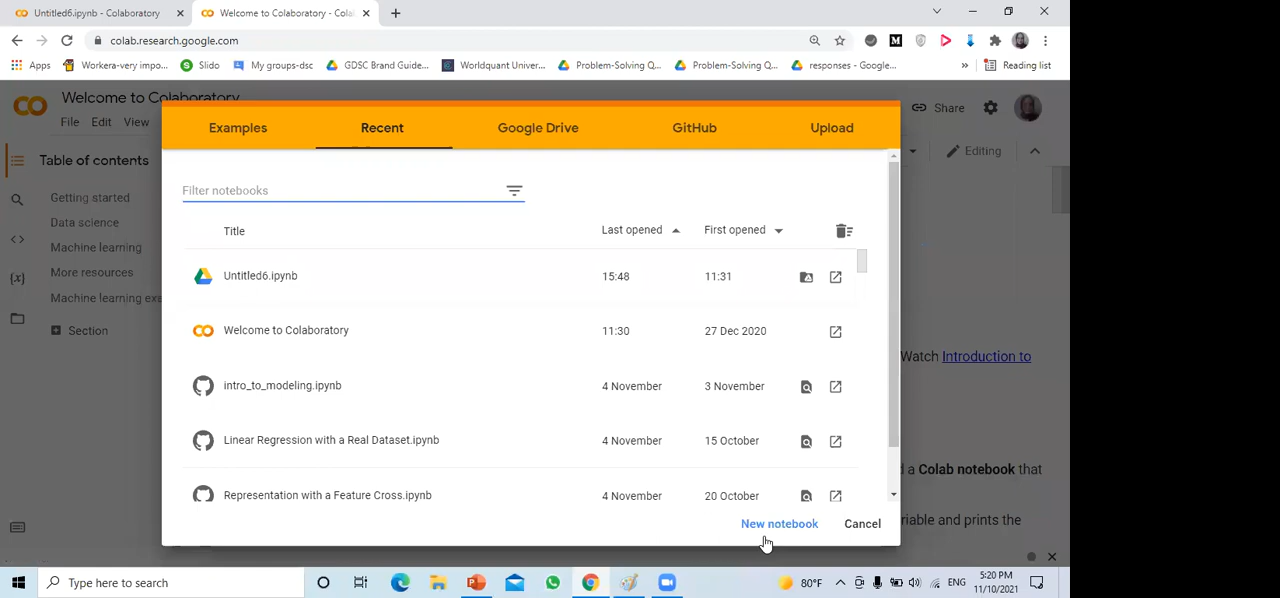 Untitled6.ipynb - Colaboratory
Welcome to Colaboratory - Cola
colab.research.google.com
Apps
Workera-very impo...
Slido
My groups-dsc
GDSC Brand Guide...
Worldquant Univer...
Problem-Solving Q...
Problem-Solving Q...
responses - Google...
»
Reading list
Welcome to Colaboratory
File Edit View
Share
Editing
Table of contents
Getting started
Data science
Machine learning
More resources
Machine learning exa
Section
Examples
Recent
Google Drive
GitHub
Upload
Filter notebooks
Title
Last opened
First opened
Untitled6.ipynb
15:48
11:31
Welcome to Colaboratory
11:30
27 Dec 2020
intro_to_modeling.ipynb
4 November
3 November
Linear Regression with a Real Dataset.ipynb
4 November
15 October
Representation with a Feature Cross.ipynb
4 November
20 October
New notebook
Cancel
Watch Introduction to
d a Colab notebook that
riable and prints the
Type here to search
80°F
ENG
5:20 PM
11/10/2021